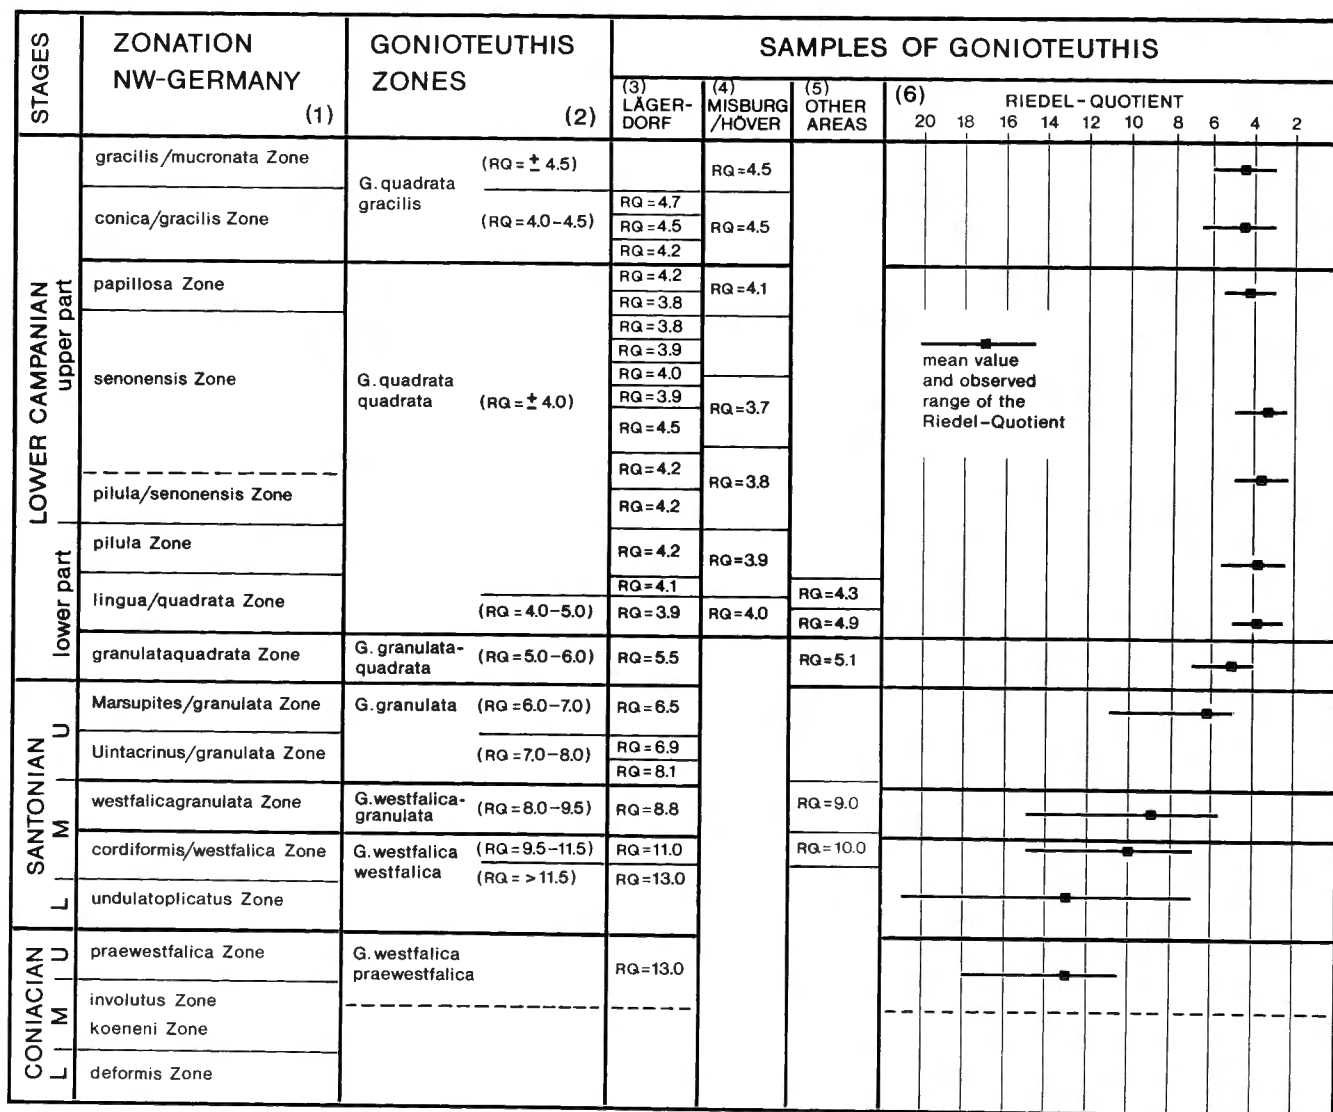 STAGES
ZONATION
NW-GERMANY
(1)
GONIOTEUTHIS
ZONES
(2)
SAMPLES OF GONIOTEUTHIS
(3)
LÄGER-
DORF
(4)
MISBURG
/HÖVER
(5)
OTHER
AREAS
(6)
RIEDEL-QUOTIENT
20 18 16 14 12 10 8 6 4 2
LOWER CAMPANIAN
upper part
lower part
SANTONIAN
U
M
L
CONIACIAN
U
M
L
gracilis/mucronata Zone
conica/gracilis Zone
papillosa Zone
senonensis Zone
pilula/senonensis Zone
pilula Zone
lingua/quadrata Zone
granulataquadrata Zone
Marsupites/granulata Zone
Uintacrinus/granulata Zone
westfalicagranulata Zone
cordiformis/westfalica Zone
undulatoplicatus Zone
praewestfalica Zone
involutus Zone
koeneni Zone
deformis Zone
G. quadrata
gracilis
(RQ = ± 4.5)
(RQ = 4.0-4.5)
G. quadrata
quadrata
(RQ = ± 4.0)
(RQ = 4.0-5.0)
G. granulata-
quadrata
(RQ = 5.0-6.0)
G. granulata
(RQ = 6.0-7.0)
(RQ = 7.0-8.0)
G. westfalica-
granulata
(RQ = 8.0-9.5)
G. westfalica
westfalica
(RQ = 9.5-11.5)
(RQ = > 11.5)
G. westfalica
praewestfalica
RQ = 4.7
RQ = 4.5
RQ = 4.2
RQ = 4.2
RQ = 3.8
RQ = 3.8
RQ = 3.9
RQ = 4.0
RQ = 3.9
RQ = 4.5
RQ = 4.2
RQ = 4.2
RQ = 4.2
RQ = 4.1
RQ = 3.9
RQ = 5.5
RQ = 6.5
RQ = 6.9
RQ = 8.1
RQ = 8.8
RQ = 11.0
RQ = 13.0
RQ = 13.0
RQ = 4.5
RQ = 4.5
RQ = 4.1
RQ = 3.7
RQ = 3.8
RQ = 3.9
RQ = 4.0
RQ = 4.3
RQ = 4.9
RQ = 5.1
RQ = 9.0
RQ = 10.0
mean value
and observed
range of the
Riedel-Quotient